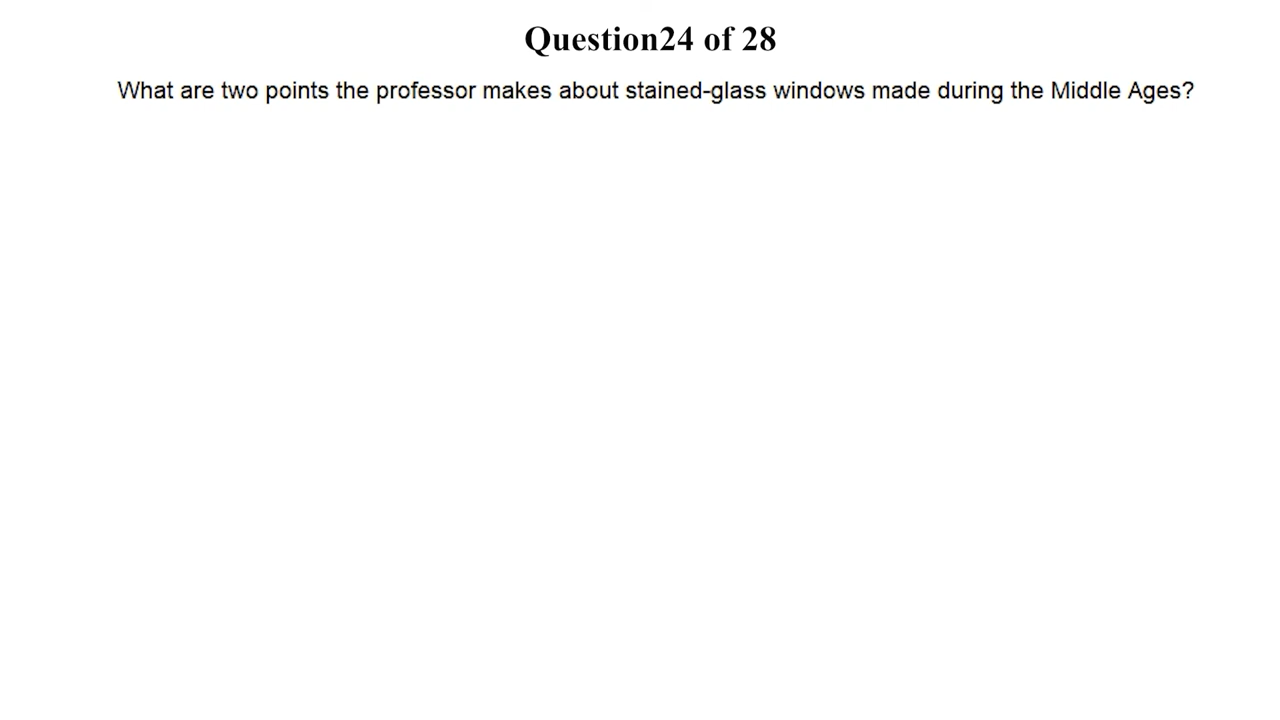 Question24 of 28
What are two points the professor makes about stained-glass windows made during the Middle Ages?